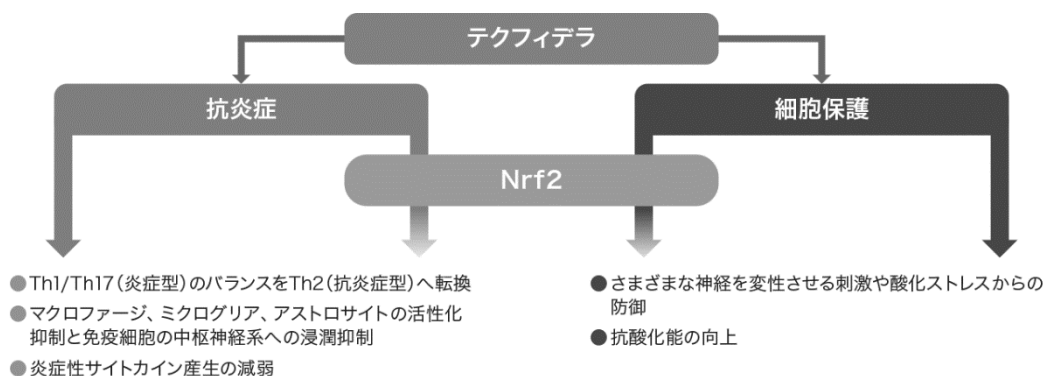 テクフィデラ
抗炎症
細胞保護
Nrf2
●Th1/Th17（炎症型）のバランスをTh2（抗炎症型）へ転換
●マクロファージ、ミクログリア、アストロサイトの活性化
抑制と免疫細胞の中枢神経系への浸潤抑制
●炎症性サイトカイン産生の減弱
●さまざまな神経を変性させる刺激や酸化ストレスからの
防御
●抗酸化能の向上